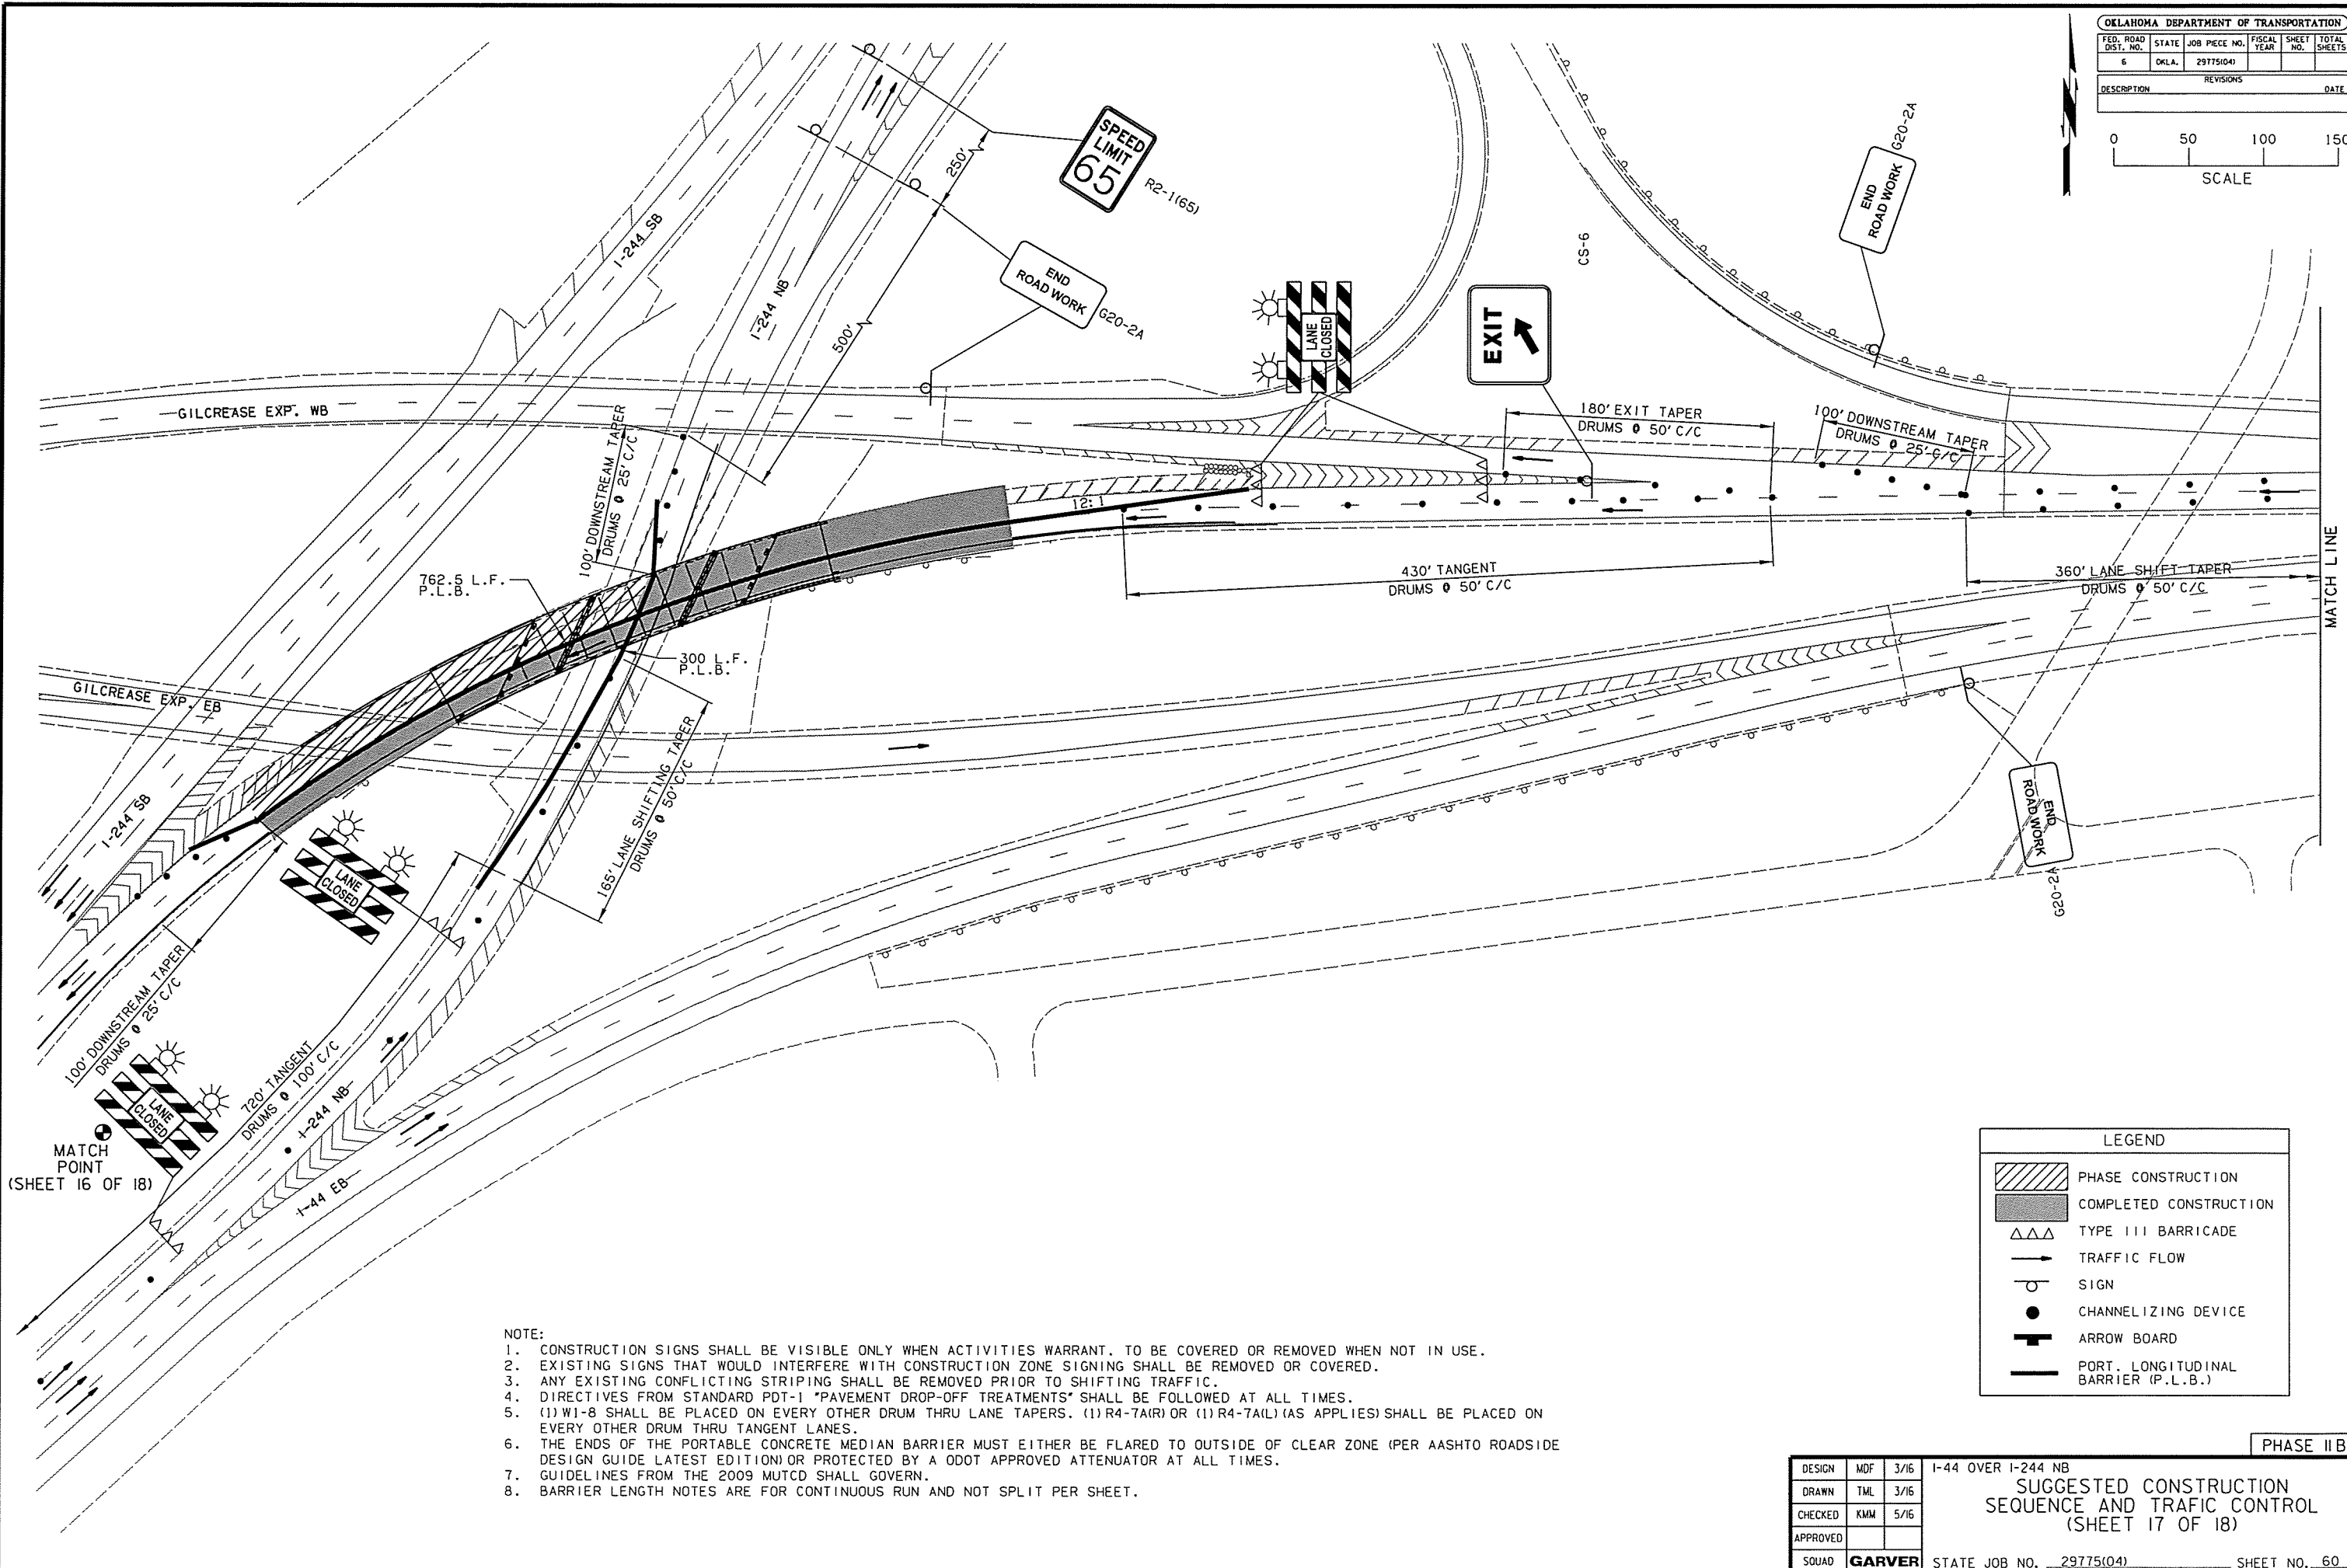 OKLAHOMA DEPARTMENT OF TRANSPORTATION
FED. ROAD DIST. NO. STATE JOB PIECE NO. FISCAL YEAR SHEET NO. TOTAL SHEETS
6 OKLA. 29775(04)
REVISIONS
DESCRIPTION DATE
0 50 100 150
SCALE
SPEED
LIMIT
65
R2-1(65)
250'
500'
END
ROAD WORK
G20-2A
END
ROAD WORK
G20-2A
I-244 SB
I-244 NB
CS-6
LANE
CLOSED
EXIT
GILCREASE EXP. WB
100' DOWNSTREAM TAPER
DRUMS @ 25' C/C
180' EXIT TAPER
DRUMS @ 50' C/C
100' DOWNSTREAM TAPER
DRUMS @ 25' C/C
12:1
430' TANGENT
DRUMS @ 50' C/C
360' LANE SHIFT TAPER
DRUMS @ 50' C/C
MATCH LINE
762.5 L.F.
P.L.B.
300 L.F.
P.L.B.
GILCREASE EXP. EB
165' LANE SHIFTING TAPER
DRUMS @ 50' C/C
I-244 SB
LANE
CLOSED
END
ROAD WORK
G20-2A
100' DOWNSTREAM TAPER
DRUMS @ 25' C/C
720' TANGENT
DRUMS @ 100' C/C
LANE
CLOSED
I-244 NB
I-44 EB
MATCH
POINT
(SHEET 16 OF 18)
LEGEND
PHASE CONSTRUCTION
COMPLETED CONSTRUCTION
TYPE III BARRICADE
TRAFFIC FLOW
SIGN
CHANNELIZING DEVICE
ARROW BOARD
PORT. LONGITUDINAL
BARRIER (P.L.B.)
NOTE:
1. CONSTRUCTION SIGNS SHALL BE VISIBLE ONLY WHEN ACTIVITIES WARRANT. TO BE COVERED OR REMOVED WHEN NOT IN USE.
2. EXISTING SIGNS THAT WOULD INTERFERE WITH CONSTRUCTION ZONE SIGNING SHALL BE REMOVED OR COVERED.
3. ANY EXISTING CONFLICTING STRIPING SHALL BE REMOVED PRIOR TO SHIFTING TRAFFIC.
4. DIRECTIVES FROM STANDARD PDT-1 "PAVEMENT DROP-OFF TREATMENTS" SHALL BE FOLLOWED AT ALL TIMES.
5. (1) W1-8 SHALL BE PLACED ON EVERY OTHER DRUM THRU LANE TAPERS. (1) R4-7A(R) OR (1) R4-7A(L) (AS APPLIES) SHALL BE PLACED ON
EVERY OTHER DRUM THRU TANGENT LANES.
6. THE ENDS OF THE PORTABLE CONCRETE MEDIAN BARRIER MUST EITHER BE FLARED TO OUTSIDE OF CLEAR ZONE (PER AASHTO ROADSIDE
DESIGN GUIDE LATEST EDITION) OR PROTECTED BY A ODOT APPROVED ATTENUATOR AT ALL TIMES.
7. GUIDELINES FROM THE 2009 MUTCD SHALL GOVERN.
8. BARRIER LENGTH NOTES ARE FOR CONTINUOUS RUN AND NOT SPLIT PER SHEET.
PHASE II B
DESIGN MDF 3/16
DRAWN TML 3/16
CHECKED KMM 5/16
APPROVED
SQUAD GARVER
I-44 OVER I-244 NB
SUGGESTED CONSTRUCTION
SEQUENCE AND TRAFIC CONTROL
(SHEET 17 OF 18)
STATE JOB NO. 29775(04) SHEET NO. 60